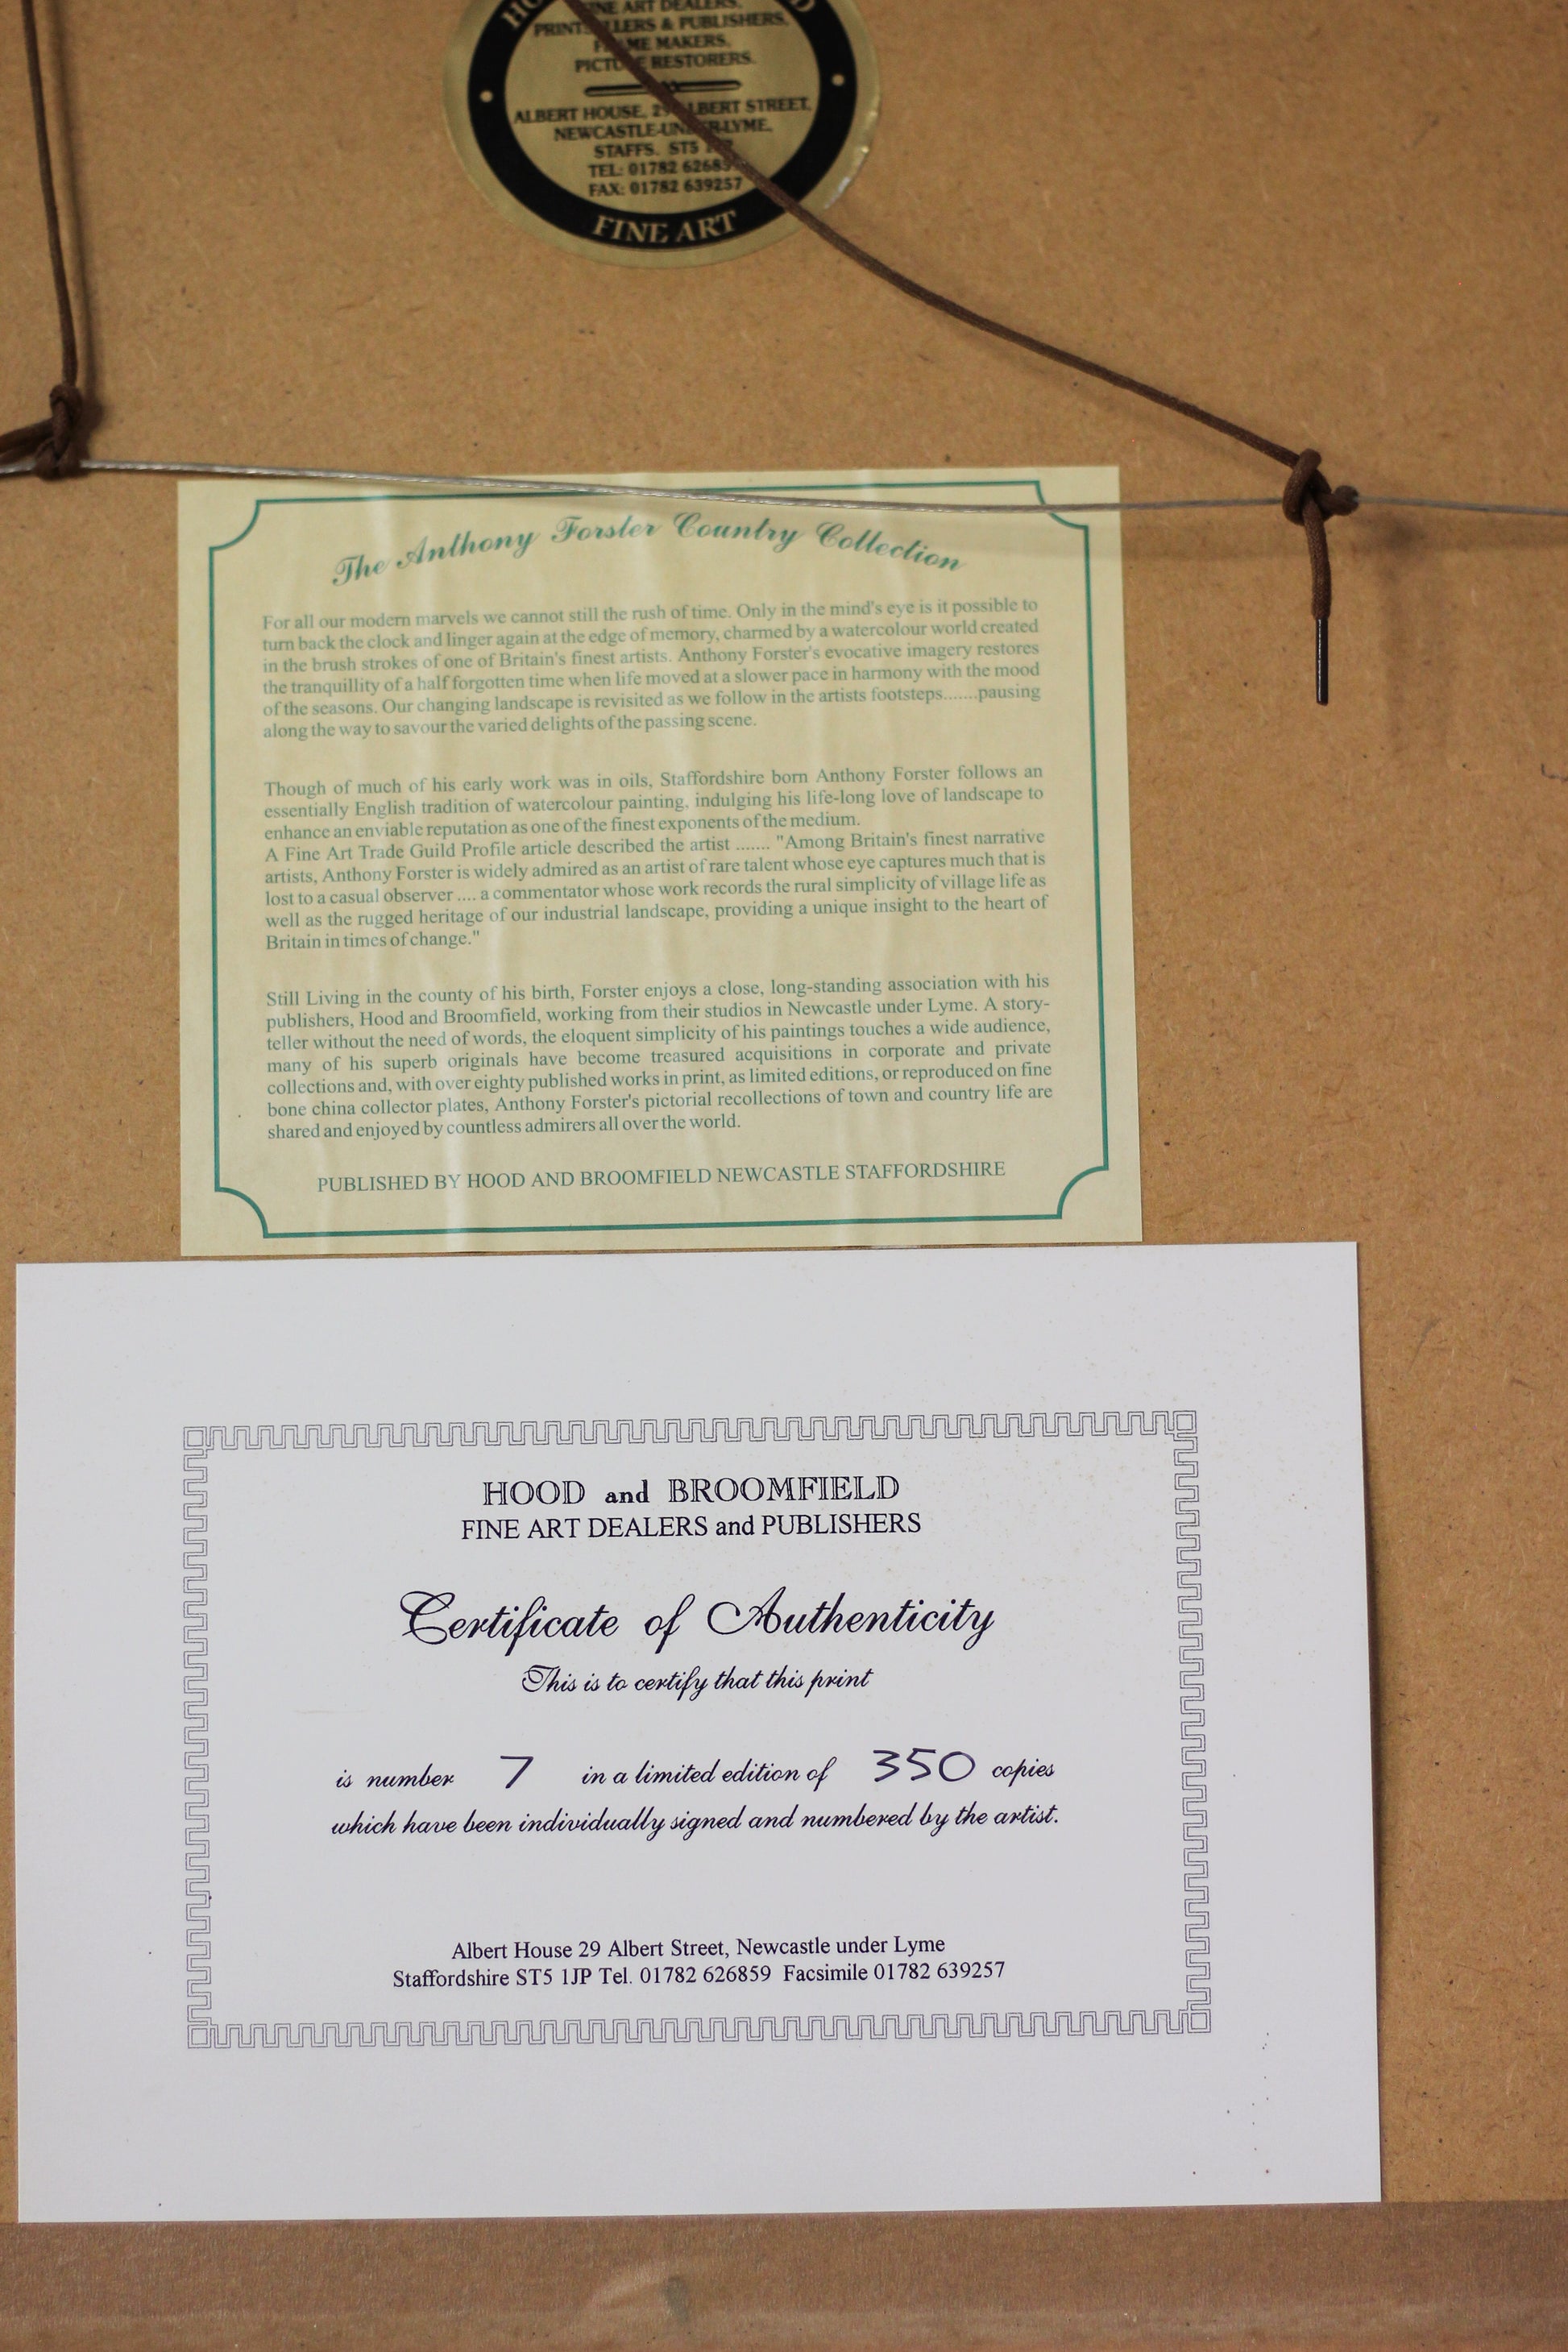 FINE ART DEALERS,
& PUBLISHERS,
MAKERS,
RESTORERS.
ALBERT HOUSE, STREET,
NEWCASTLE-UNDER-LYME,
STAFFS. ST5
TEL: 01782
FAX: 01782 639257
FINE ART
The Anthony Forster Country Collection
For all our modern marvels we cannot still the rush of time. Only in the mind's eye is it possible to
turn back the clock and linger again at the edge of memory, charmed by a watercolour world created
in the brush strokes of one of Britain's finest artists. Anthony Forster's evocative imagery restores
the tranquillity of a half forgotten time when life moved at a slower pace in harmony with the mood
of the seasons. Our changing landscape is revisited as we follow in the artists footsteps.......pausing
along the way to savour the varied delights of the passing scene.
Though of much of his early work was in oils, Staffordshire born Anthony Forster follows an
essentially English tradition of watercolour painting, indulging his life-long love of landscape to
enhance an enviable reputation as one of the finest exponents of the medium.
A Fine Art Trade Guild Profile article described the artist ....... "Among Britain's finest narrative
artists, Anthony Forster is widely admired as an artist of rare talent whose eye captures much that is
lost to a casual observer .... a commentator whose work records the rural simplicity of village life as
well as the rugged heritage of our industrial landscape, providing a unique insight to the heart of
Britain in times of change."
Still Living in the county of his birth, Forster enjoys a close, long-standing association with his
publishers, Hood and Broomfield, working from their studios in Newcastle under Lyme. A story-
teller without the need of words, the eloquent simplicity of his paintings touches a wide audience,
many of his superb originals have become treasured acquisitions in corporate and private
collections and, with over eighty published works in print, as limited editions, or reproduced on fine
bone china collector plates, Anthony Forster's pictorial recollections of town and country life are
shared and enjoyed by countless admirers all over the world.
PUBLISHED BY HOOD AND BROOMFIELD NEWCASTLE STAFFORDSHIRE
HOOD and BROOMFIELD
FINE ART DEALERS and PUBLISHERS
Certificate of Authenticity
This is to certify that this print
is number 7 in a limited edition of 350 copies
which have been individually signed and numbered by the artist.
Albert House 29 Albert Street, Newcastle under Lyme
Staffordshire ST5 1JP Tel. 01782 626859 Facsimile 01782 639257